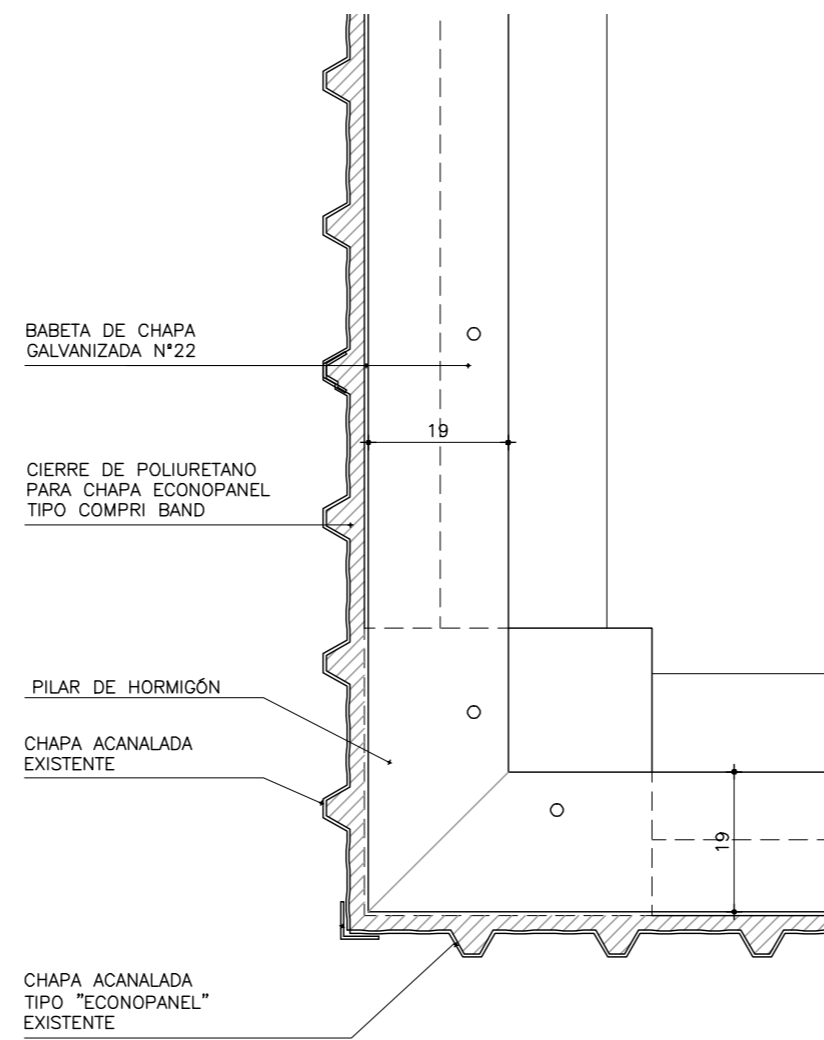 BABETA DE CHAPA
GALVANIZADA Nº22
19
CIERRE DE POLIURETANO
PARA CHAPA ECONOPANEL
TIPO COMPRI BAND
PILAR DE HORMIGÓN
CHAPA ACANALADA
EXISTENTE
19
CHAPA ACANALADA
TIPO "ECONOPANEL"
EXISTENTE